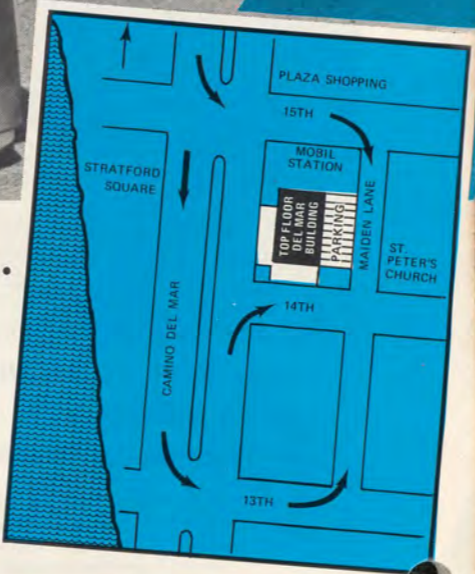 PLAZA SHOPPING
15TH
MOBIL
STATION
STRATFORD
SQUARE
TOP FLOOR
DEL MAR
BUILDING
PARKING
MAIDEN LANE
ST.
PETER'S
CHURCH
14TH
CAMINO DEL MAR
13TH